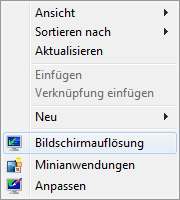 Ansicht
Sortieren nach
Aktualisieren
Einfügen
Verknüpfung einfügen
Neu
Bildschirmauflösung
Minianwendungen
Anpassen